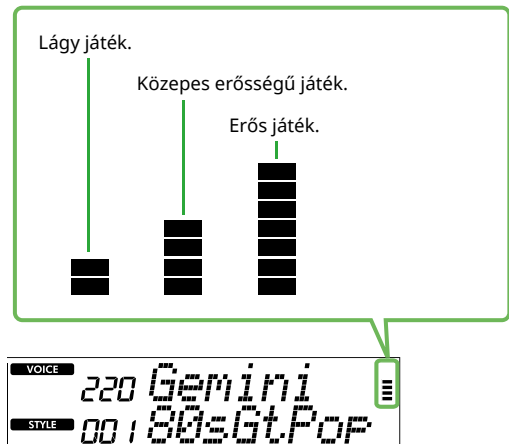 Lágy játék.
Közepes erősségű játék.
Erős játék.
VOICE 220 Gemini
STYLE 001 80sGtPop